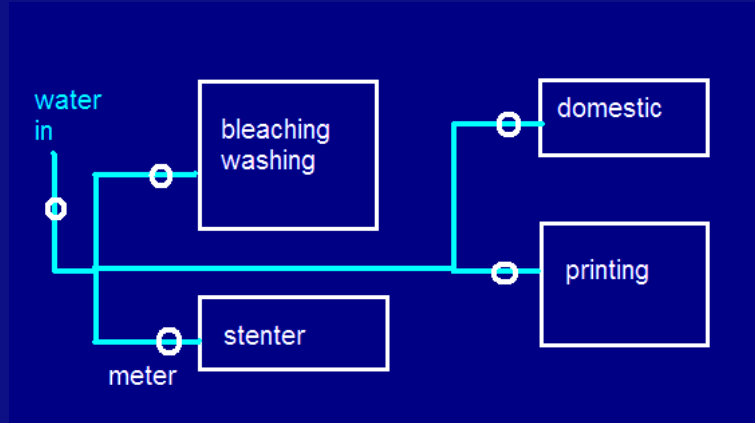 water
in
bleaching
washing
domestic
printing
stenter
meter